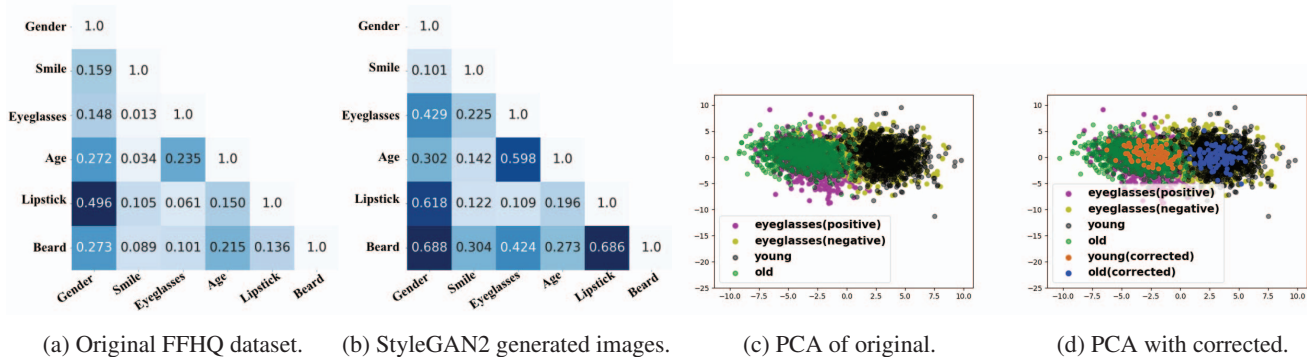 Gender 1.0
Smile 0.159 1.0
Eyeglasses 0.148 0.013 1.0
Age 0.272 0.034 0.235 1.0
Lipstick 0.496 0.105 0.061 0.150 1.0
Beard 0.273 0.089 0.101 0.215 0.136 1.0
Gender Smile Eyeglasses Age Lipstick Beard
(a) Original FFHQ dataset.
Gender 1.0
Smile 0.101 1.0
Eyeglasses 0.429 0.225 1.0
Age 0.302 0.142 0.598 1.0
Lipstick 0.618 0.122 0.109 0.196 1.0
Beard 0.688 0.304 0.424 0.273 0.686 1.0
Gender Smile Eyeglasses Age Lipstick Beard
(b) StyleGAN2 generated images.
10
5
0
−5
−10
−15
−20
−25
eyeglasses(positive)
eyeglasses(negative)
young
old
−10.0 −7.5 −5.0 −2.5 0.0 2.5 5.0 7.5 10.0
(c) PCA of original.
10
5
0
−5
−10
−15
−20
−25
eyeglasses(positive)
eyeglasses(negative)
young
old
young(corrected)
old(corrected)
−10.0 −7.5 −5.0 −2.5 0.0 2.5 5.0 7.5 10.0
(d) PCA with corrected.